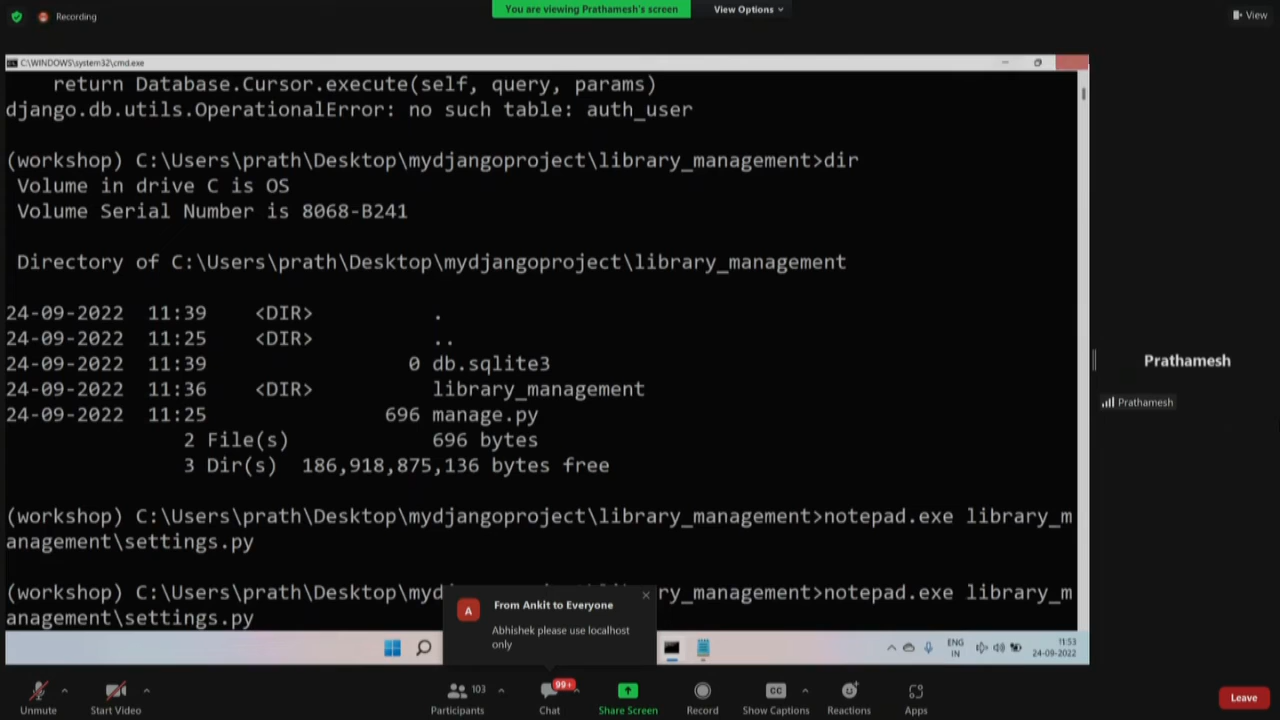 Recording
You are viewing Prathamesh's screen
View Options
View
C:\WINDOWS\system32\cmd.exe
return Database.Cursor.execute(self, query, params)
django.db.utils.OperationalError: no such table: auth_user
(workshop) C:\Users\prath\Desktop\mydjangoproject\library_management>dir
Volume in drive C is OS
Volume Serial Number is 8068-B241
Directory of C:\Users\prath\Desktop\mydjangoproject\library_management
24-09-2022 11:39 <DIR> .
24-09-2022 11:25 <DIR> ..
24-09-2022 11:39 0 db.sqlite3
24-09-2022 11:36 <DIR> library_management
24-09-2022 11:25 696 manage.py
2 File(s) 696 bytes
3 Dir(s) 186,918,875,136 bytes free
(workshop) C:\Users\prath\Desktop\mydjangoproject\library_management>notepad.exe library_m
anagement\settings.py
(workshop) C:\Users\prath\Desktop\myd ry_management>notepad.exe library_m
anagement\settings.py
Prathamesh
Prathamesh
A
From Ankit to Everyone
Abhishek please use localhost
only
ENG
IN
11:53
24-09-2022
Unmute
Start Video
103
Participants
99+
Chat
Share Screen
Record
CC
Show Captions
Reactions
Apps
Leave